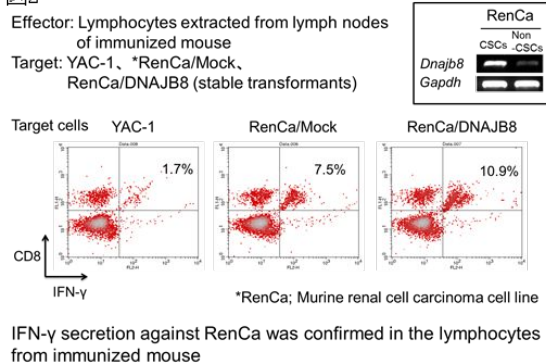 Effector: Lymphocytes extracted from lymph nodes
of immunized mouse
Target: YAC-1、*RenCa/Mock、
RenCa/DNAJB8 (stable transformants)
RenCa
CSCs Non-CSCs
Dnajb8
Gapdh
Target cells YAC-1 RenCa/Mock RenCa/DNAJB8
1.7% 7.5% 10.9%
CD8
IFN-γ
*RenCa; Murine renal cell carcinoma cell line
IFN-γ secretion against RenCa was confirmed in the lymphocytes
from immunized mouse